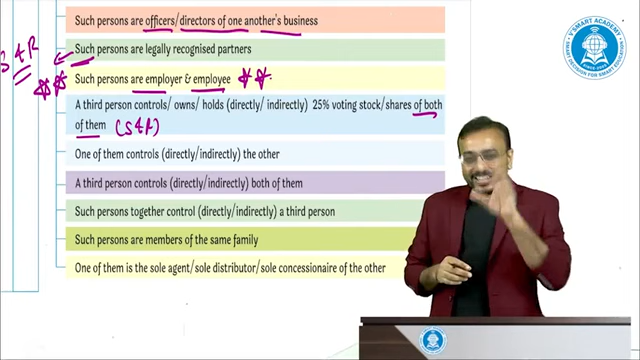 Such persons are officers/directors of one another's business
Such persons are legally recognised partners
S & R
Such persons are employer & employee
A third person controls/ owns/ holds (directly/ indirectly) 25% voting stock/shares of both
of them (S&R)
One of them controls (directly/indirectly) the other
A third person controls (directly/indirectly) both of them
Such persons together control (directly/indirectly) a third person
Such persons are members of the same family
One of them is the sole agent/sole distributor/sole concessionaire of the other
V'SMART ACADEMY